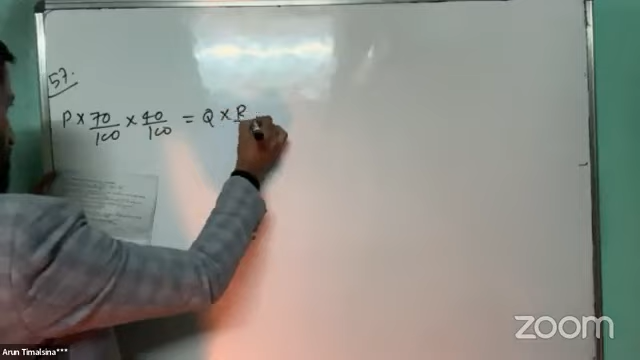 57.
P × 70/100 × 40/100 = Q × R
zoom
Arun Timalsina***